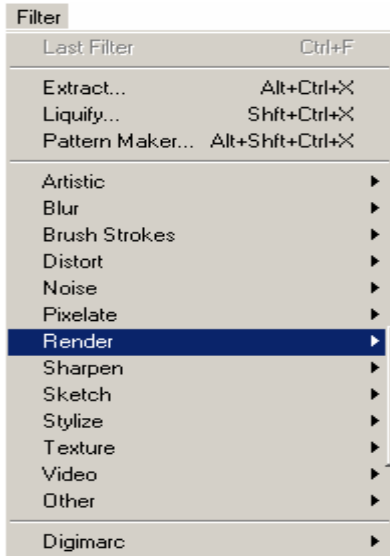 Filter
Last Filter Ctrl+F
Extract... Alt+Ctrl+X
Liquify... Shft+Ctrl+X
Pattern Maker... Alt+Shft+Ctrl+X
Artistic
Blur
Brush Strokes
Distort
Noise
Pixelate
Render
Sharpen
Sketch
Stylize
Texture
Video
Other
Digimarc